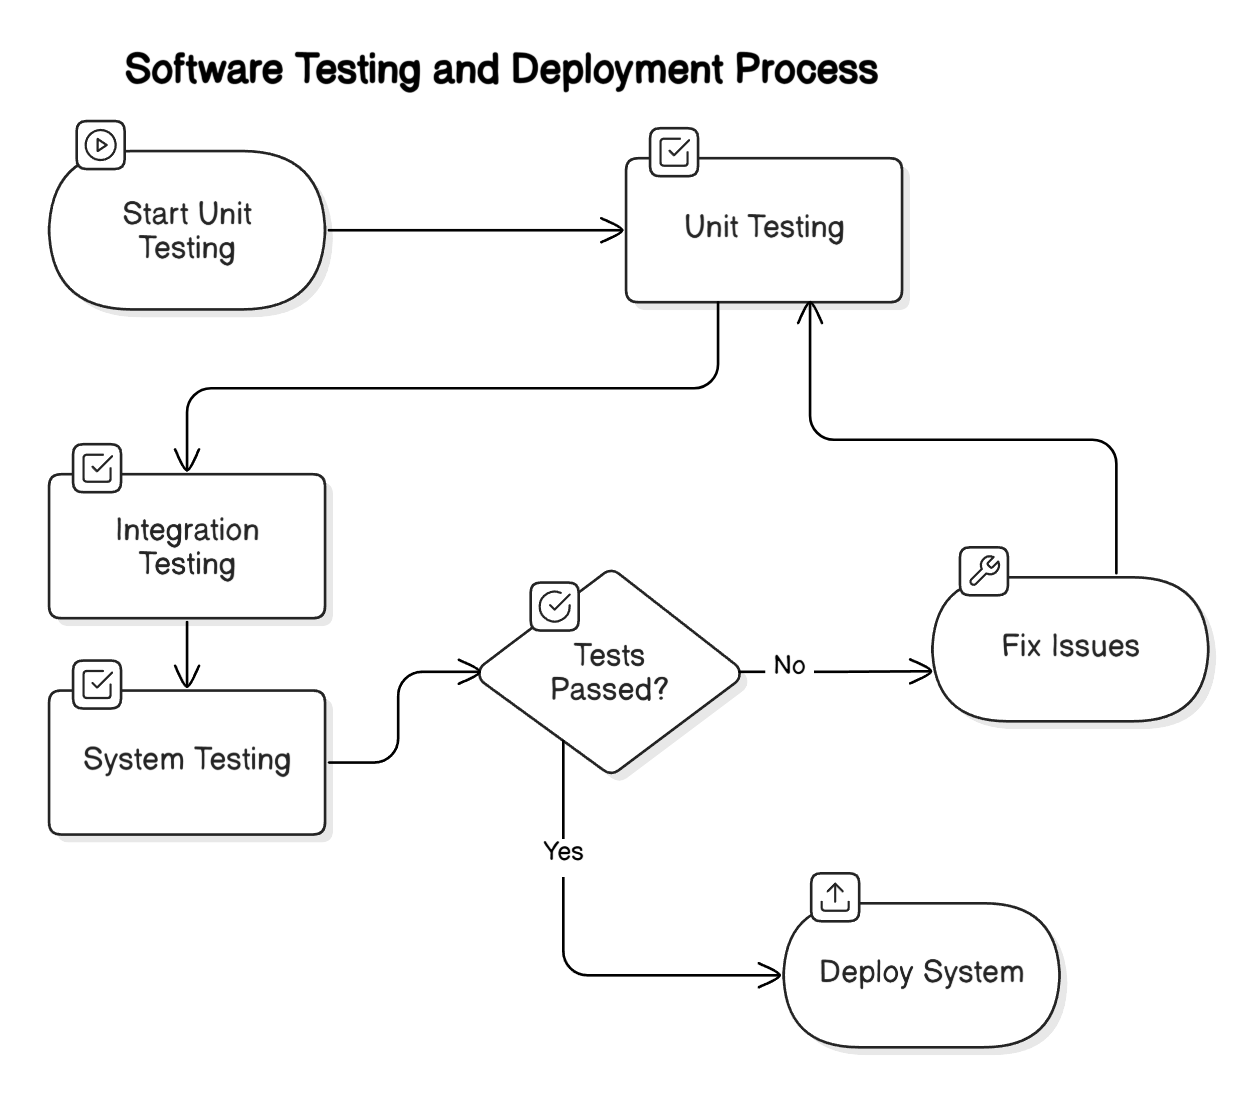 Software Testing and Deployment Process
Start Unit
Testing
Unit Testing
Integration
Testing
System Testing
Tests
Passed?
No
Fix Issues
Yes
Deploy System